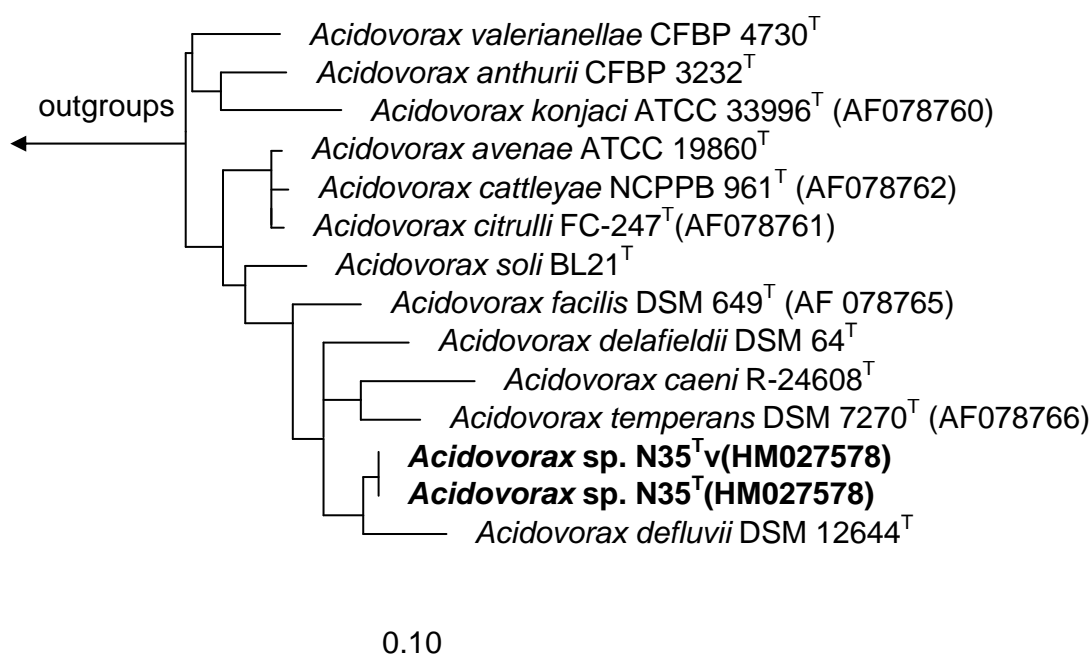 Acidovorax valerianellae CFBP 4730T
Acidovorax anthurii CFBP 3232T
outgroups
Acidovorax konjaci ATCC 33996T (AF078760)
Acidovorax avenae ATCC 19860T
Acidovorax cattleyae NCPPB 961T (AF078762)
Acidovorax citrulli FC-247T(AF078761)
Acidovorax soli BL21T
Acidovorax facilis DSM 649T (AF 078765)
Acidovorax delafieldii DSM 64T
Acidovorax caeni R-24608T
Acidovorax temperans DSM 7270T (AF078766)
Acidovorax sp. N35Tv(HM027578)
Acidovorax sp. N35T(HM027578)
Acidovorax defluvii DSM 12644T
0.10